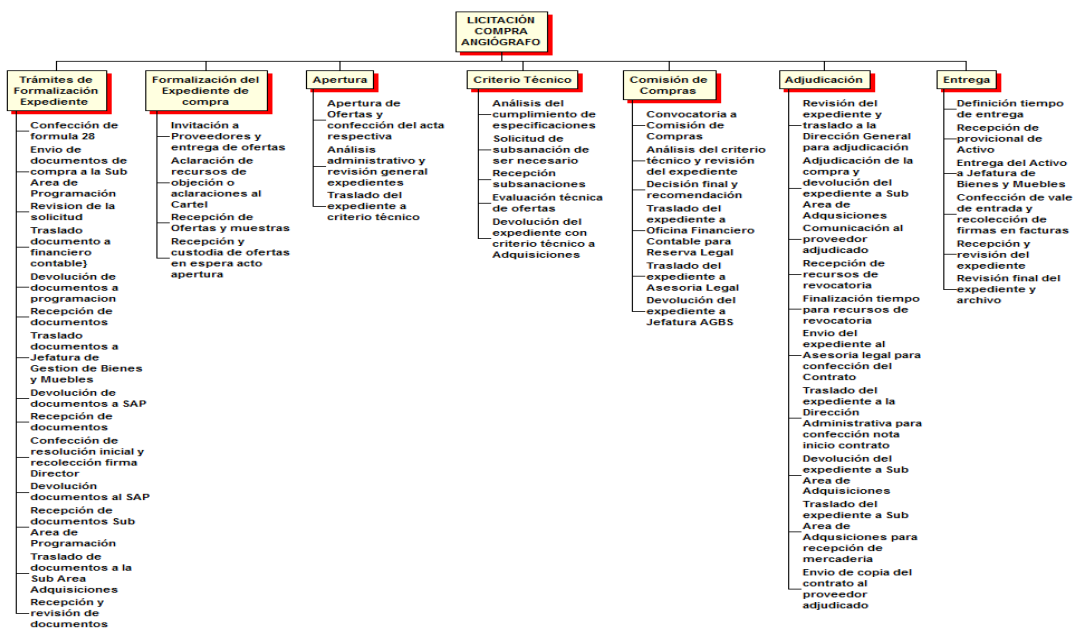 LICITACIÓN
COMPRA
ANGIÓGRAFO
Trámites de
Formalización
Expediente
Confección de
formula 28
Envio de
documentos de
compra a la Sub
Area de
Programación
Revision de la
solicitud
Traslado
documento a
financiero
contable}
Devolución de
documentos a
programacion
Recepción de
documentos
Traslado
documentos a
Jefatura de
Gestion de Bienes
y Muebles
Devolución de
documentos a SAP
Recepción de
documentos
Confección de
resolución inicial y
recolección firma
Director
Devolución
documentos al SAP
Recepción de
documentos Sub
Area de
Programación
Traslado de
documentos a la
Sub Area
Adquisiciones
Recepción y
revisión de
documentos
Formalización del
Expediente de
compra
Invitación a
Proveedores y
entrega de ofertas
Aclaración de
recursos de
objeción o
aclaraciones al
Cartel
Recepción de
Ofertas y muestras
Recepción y
custodia de ofertas
en espera acto
apertura
Apertura
Apertura de
Ofertas y
confección del acta
respectiva
Análisis
administrativo y
revisión general
expedientes
Traslado del
expediente a
criterio técnico
Criterio Técnico
Análisis del
cumplimiento de
especificaciones
Solicitud de
subsanación de
ser necesario
Recepción
subsanaciones
Evaluación técnica
de ofertas
Devolución del
expediente con
criterio técnico a
Adquisiciones
Comisión de
Compras
Convocatoria a
Comisión de
Compras
Análisis del criterio
técnico y revisión
del expediente
Decisión final y
recomendación
Traslado del
expediente a
Oficina Financiero
Contable para
Reserva Legal
Traslado del
expediente a
Asesoría Legal
Devolución del
expediente a
Jefatura AGBS
Adjudicación
Revisión del
expediente y
traslado a la
Dirección General
para adjudicación
Adjudicación de la
compra y
devolución del
expediente a Sub
Area de
Adqusiciones
Comunicación al
proveedor
adjudicado
Recepción de
recursos de
revocatoria
Finalización tiempo
para recursos de
revocatoria
Envio del
expediente al
Asesoria legal para
confección del
Contrato
Traslado del
expediente a la
Dirección
Administrativa para
confección nota
inicio contrato
Devolución del
expediente a Sub
Area de
Adquisiciones
Traslado del
expediente a Sub
Area de
Adqusiciones para
recepción de
mercaderia
Envio de copia del
contrato al
proveedor
adjudicado
Entrega
Definición tiempo
de entrega
Recepción de
provicional de
Activo
Entrega del Activo
a Jefatura de
Bienes y Muebles
Confección de vale
de entrada y
recolección de
firmas en facturas
Recepción y
revisión del
expediente
Revisión final del
expediente y
archivo